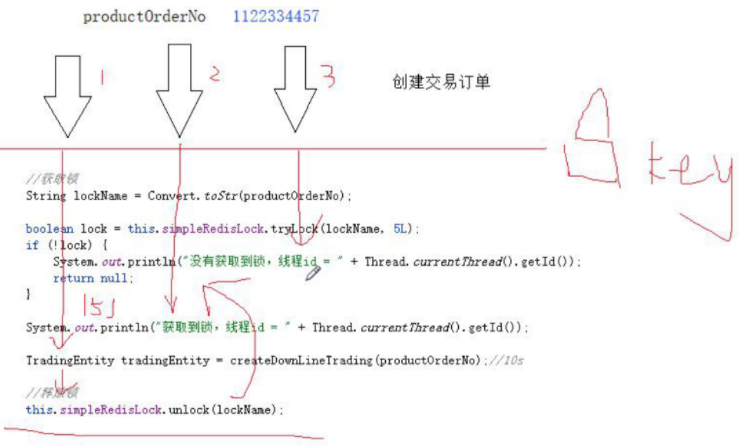 productOrderNo 1122334457
1 2 3 创建交易订单
key
//获取锁
String lockName = Convert.toStr(productOrderNo);
boolean lock = this.simpleRedisLock.tryLock(lockName, 5L);
if (!lock) {
System.out.println("没有获取到锁，线程id = " + Thread.currentThread().getId());
return null;
}
System.out.println("获取到锁，线程id = " + Thread.currentThread().getId());
TradingEntity tradingEntity = createDownLineTrading(productOrderNo);//10s
//释放锁
this.simpleRedisLock.unlock(lockName);